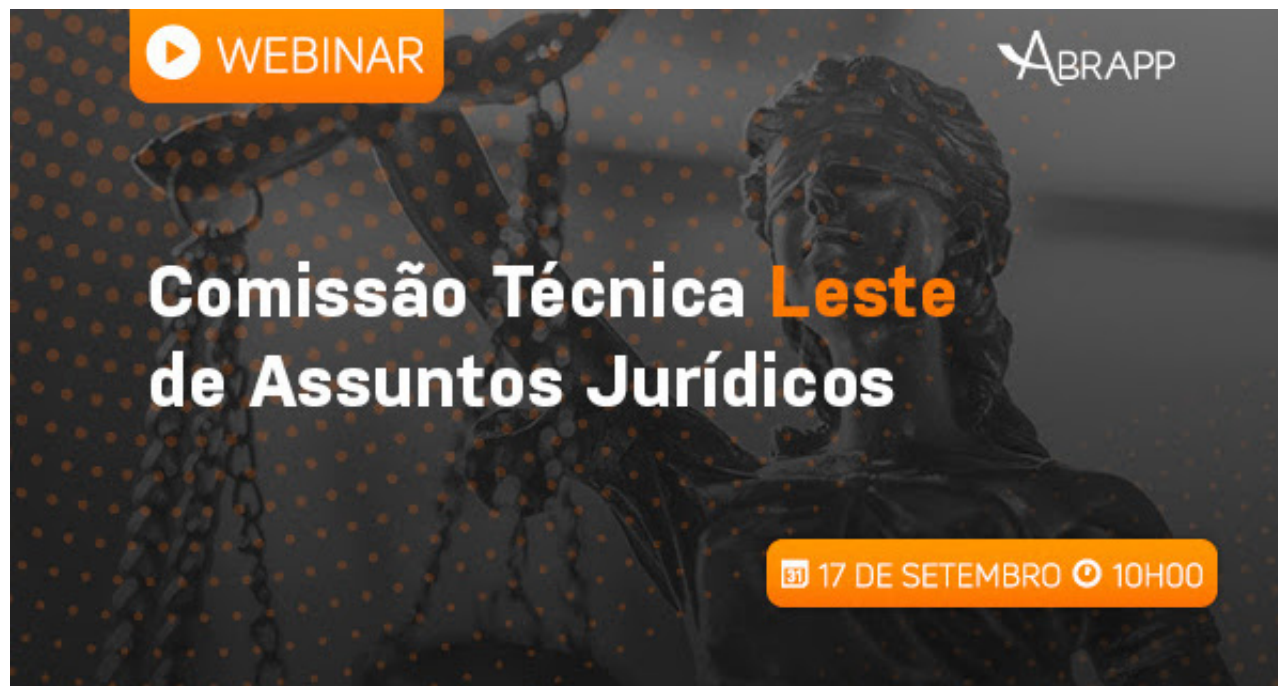 WEBINAR
ABRAPP
Comissão Técnica Leste
de Assuntos Jurídicos
31 17 DE SETEMBRO 10H00